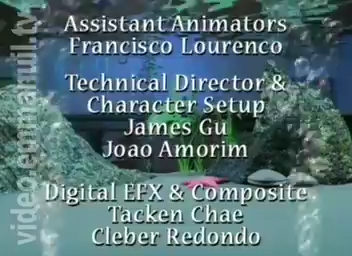 Assistant Animators
Francisco Lourenco
Technical Director &
Character Setup
James Gu
Joao Amorim
Digital EFX & Composite
Tacken Chae
Cleber Redondo
video.emmanuil.tv